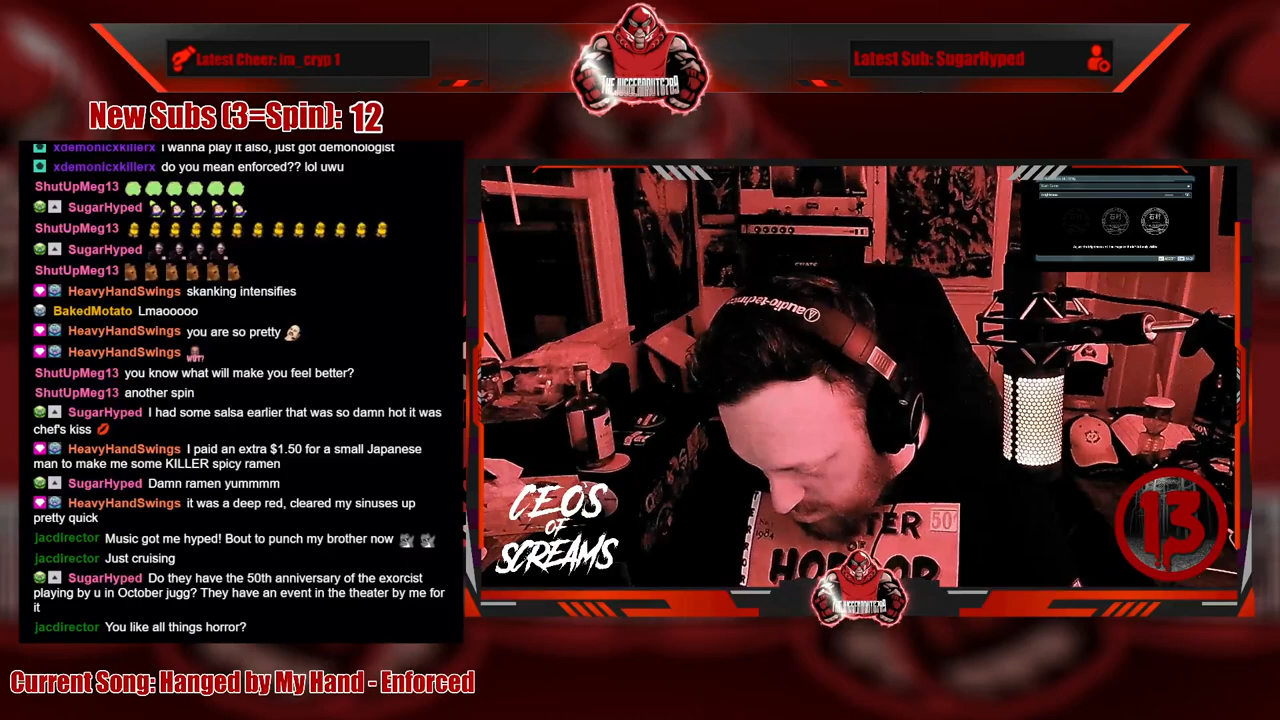 Latest Cheer: im_cryp 1
THEJUGGERNAUT6789
Latest Sub: SugarHyped
New Subs (3=Spin): 12
xdemonicxkillerx i wanna play it also, just got demonologist
xdemonicxkillerx do you mean enforced?? lol uwu
ShutUpMeg13
SugarHyped
ShutUpMeg13
SugarHyped
ShutUpMeg13
HeavyHandSwings skanking intensifies
BakedMotato Lmaooooo
HeavyHandSwings you are so pretty
HeavyHandSwings WUT?
ShutUpMeg13 you know what will make you feel better?
ShutUpMeg13 another spin
SugarHyped I had some salsa earlier that was so damn hot it was
chef's kiss
HeavyHandSwings I paid an extra $1.50 for a small Japanese
man to make me some KILLER spicy ramen
SugarHyped Damn ramen yummmm
HeavyHandSwings it was a deep red, cleared my sinuses up
pretty quick
jacdirector Music got me hyped! Bout to punch my brother now
jacdirector Just cruising
SugarHyped Do they have the 50th anniversary of the exorcist
playing by u in October jugg? They have an event in the theater by me for
it
jacdirector You like all things horror?
audio-technica
CEOS
OF
SCREAMS
1984
TER
50
OF
HORROR
13
THEJUGGERNAUT6789
Current Song: Hanged by My Hand - Enforced